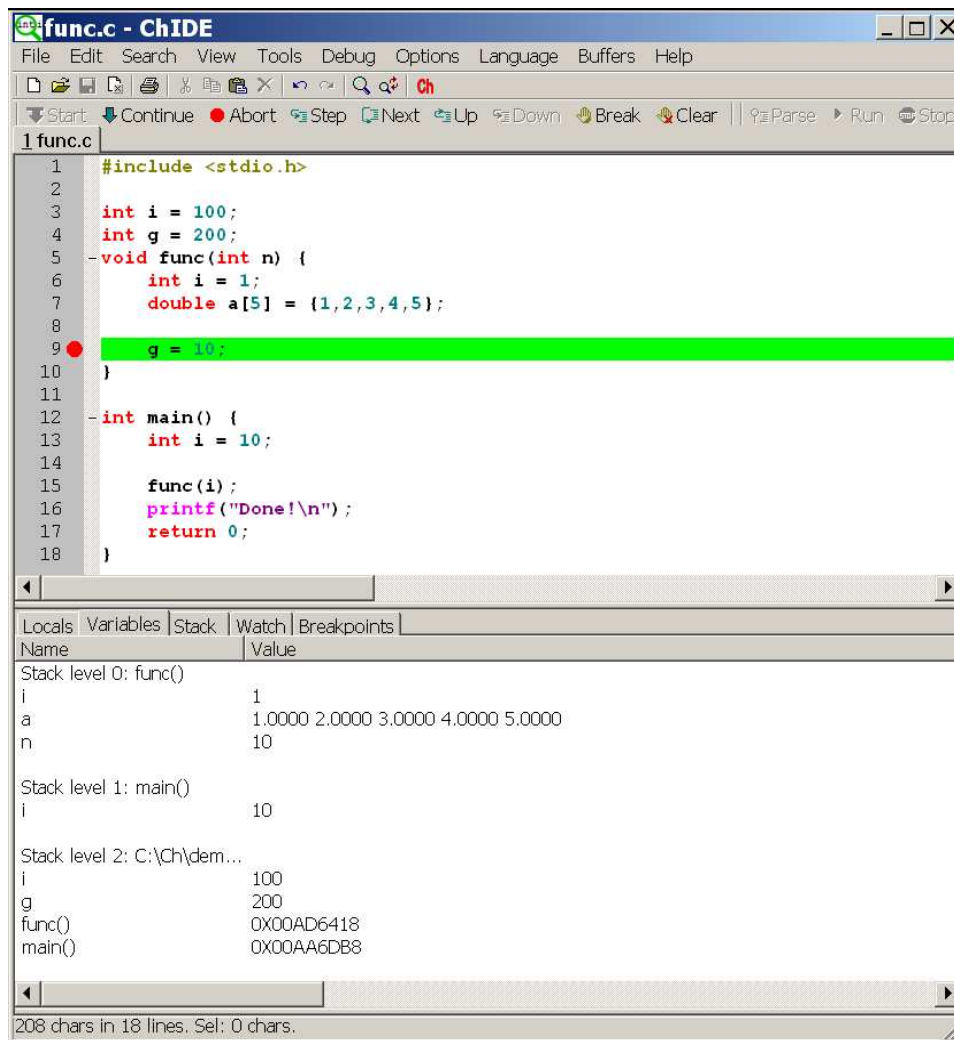 func.c - ChIDE
File Edit Search View Tools Debug Options Language Buffers Help
Ch
Start Continue Abort Step Next Up Down Break Clear Parse Run Stop
1 func.c
1 #include <stdio.h>
2
3 int i = 100;
4 int g = 200;
5 void func(int n) {
6 int i = 1;
7 double a[5] = {1,2,3,4,5};
8
9 g = 10;
10 }
11
12 int main() {
13 int i = 10;
14
15 func(i);
16 printf("Done!\n");
17 return 0;
18 }
Locals Variables Stack Watch Breakpoints
Name Value
Stack level 0: func()
i 1
a 1.0000 2.0000 3.0000 4.0000 5.0000
n 10
Stack level 1: main()
i 10
Stack level 2: C:\Ch\dem...
i 100
g 200
func() 0X00AD6418
main() 0X00AA6DB8
208 chars in 18 lines. Sel: 0 chars.